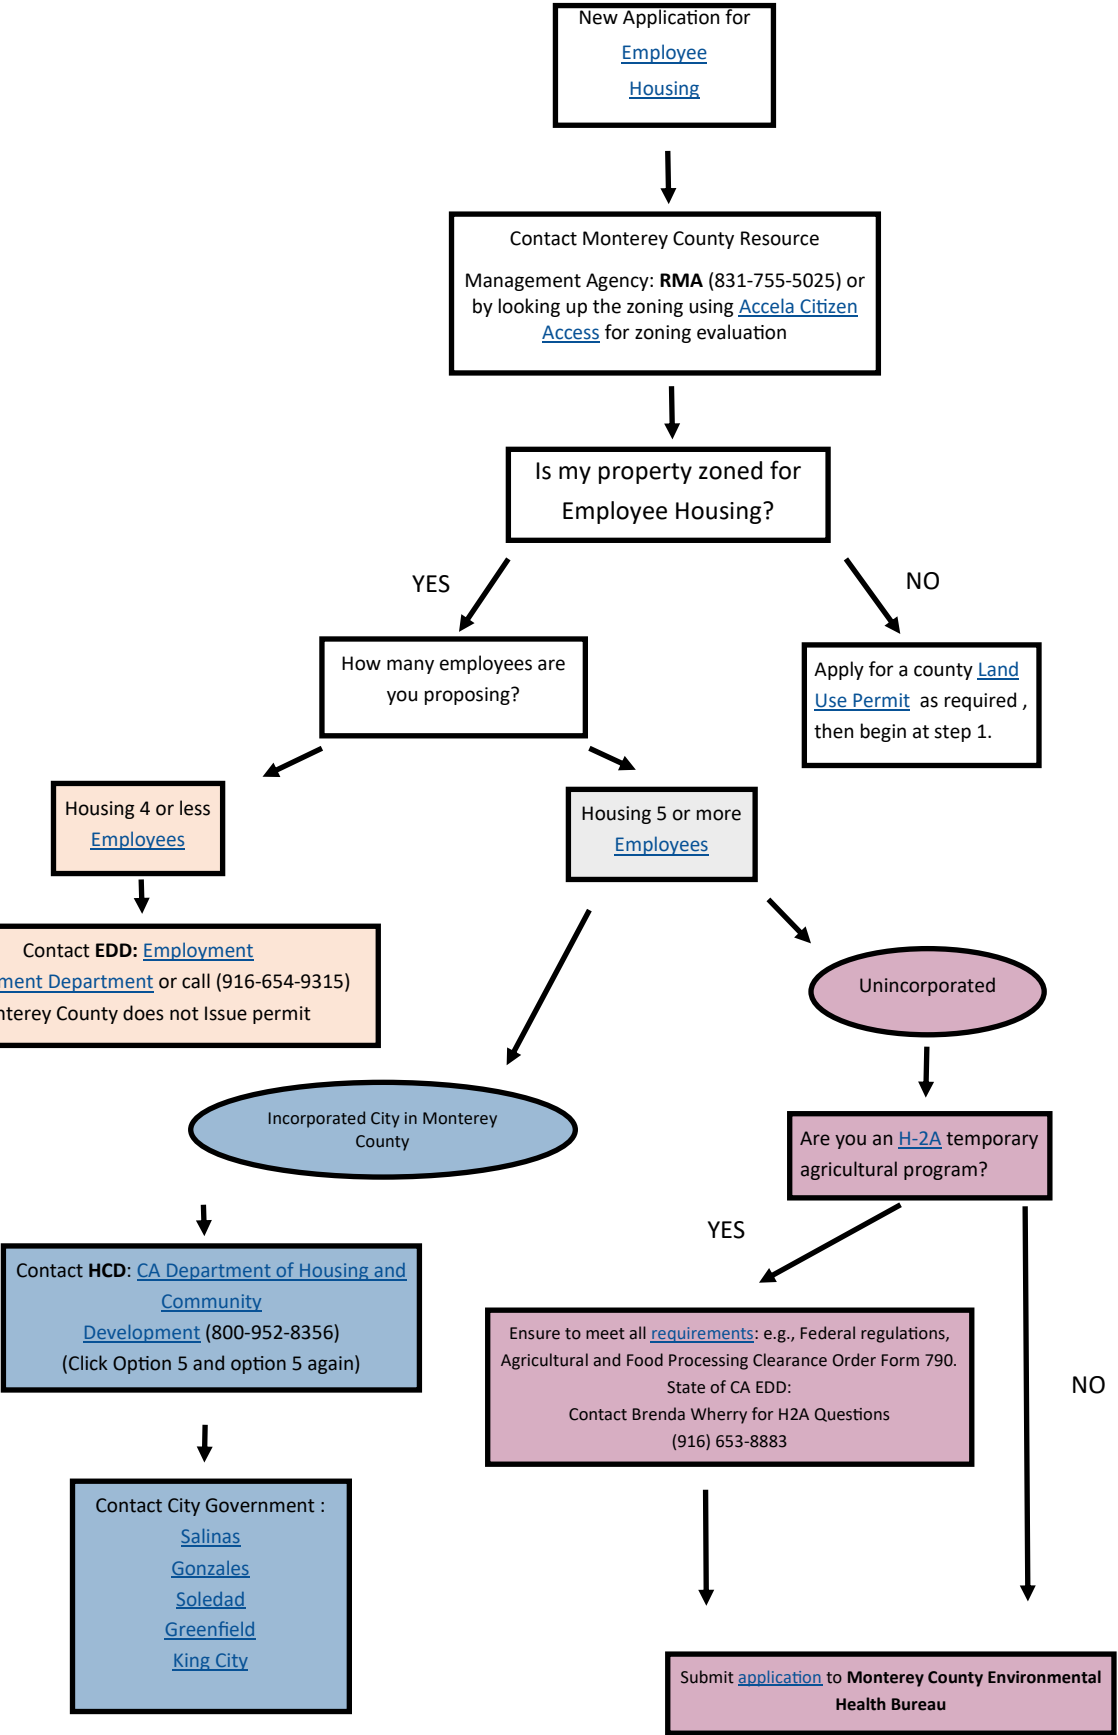 New Application for
Employee
Housing
Contact Monterey County Resource
Management Agency: RMA (831-755-5025) or
by looking up the zoning using Accela Citizen
Access for zoning evaluation
Is my property zoned for
Employee Housing?
YES
NO
How many employees are
you proposing?
Apply for a county Land
Use Permit as required ,
then begin at step 1.
Housing 4 or less
Employees
Housing 5 or more
Employees
Contact EDD: Employment
ment Department or call (916-654-9315)
nterey County does not Issue permit
Unincorporated
Incorporated City in Monterey
County
Are you an H-2A temporary
agricultural program?
YES
Contact HCD: CA Department of Housing and
Community
Development (800-952-8356)
(Click Option 5 and option 5 again)
Ensure to meet all requirements: e.g., Federal regulations,
Agricultural and Food Processing Clearance Order Form 790.
State of CA EDD:
Contact Brenda Wherry for H2A Questions
(916) 653-8883
NO
Contact City Government :
Salinas
Gonzales
Soledad
Greenfield
King City
Submit application to Monterey County Environmental
Health Bureau